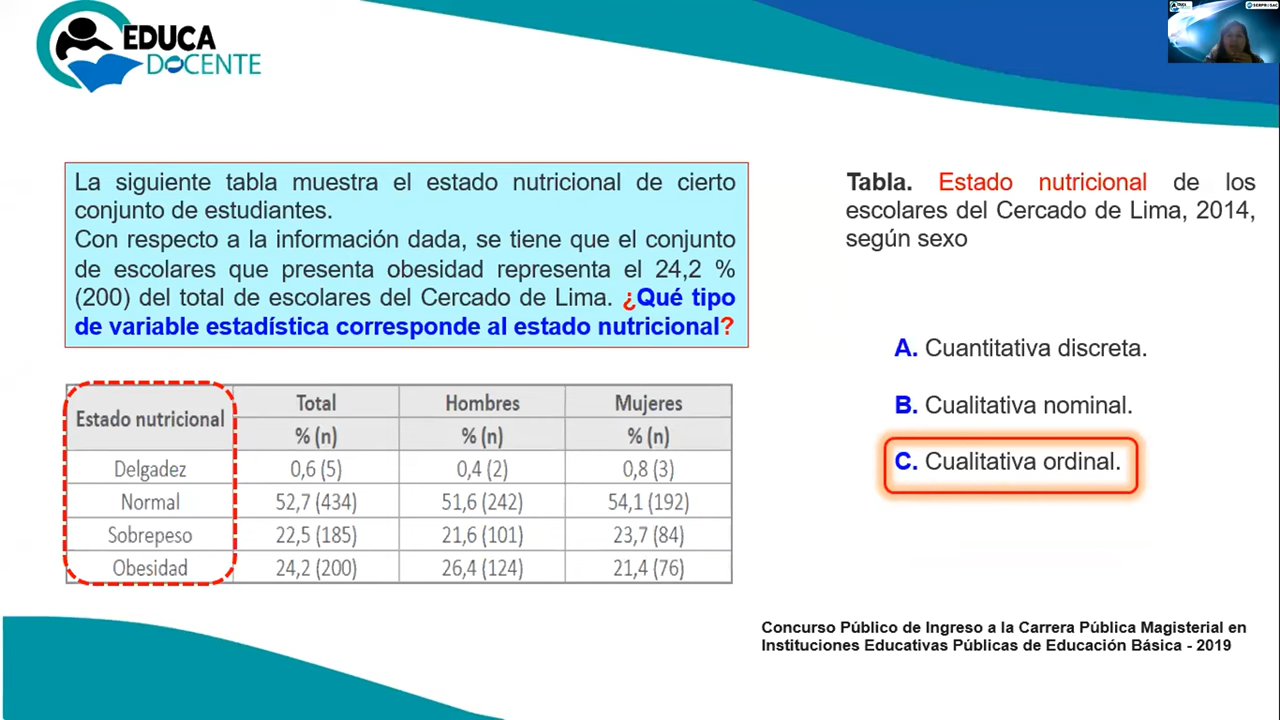 EDUCA
DOCENTE
La siguiente tabla muestra el estado nutricional de cierto
conjunto de estudiantes.
Con respecto a la información dada, se tiene que el conjunto
de escolares que presenta obesidad representa el 24,2 %
(200) del total de escolares del Cercado de Lima. ¿Qué tipo
de variable estadística corresponde al estado nutricional?
Tabla. Estado nutricional de los
escolares del Cercado de Lima, 2014,
según sexo
A. Cuantitativa discreta.
B. Cualitativa nominal.
C. Cualitativa ordinal.
Estado nutricional Total Hombres Mujeres
% (n) % (n) % (n)
Delgadez 0,6 (5) 0,4 (2) 0,8 (3)
Normal 52,7 (434) 51,6 (242) 54,1 (192)
Sobrepeso 22,5 (185) 21,6 (101) 23,7 (84)
Obesidad 24,2 (200) 26,4 (124) 21,4 (76)
Concurso Público de Ingreso a la Carrera Pública Magisterial en
Instituciones Educativas Públicas de Educación Básica - 2019